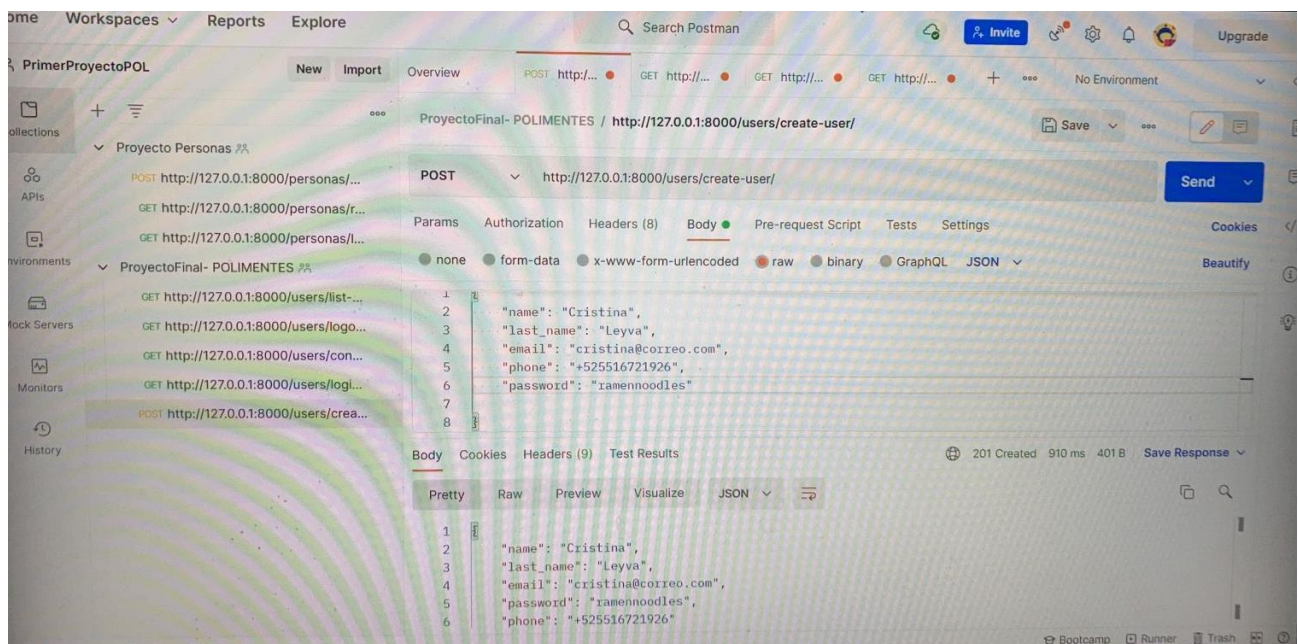 ome Workspaces Reports Explore Search Postman Invite Upgrade
PrimerProyectoPOL New Import
Overview POST http:/... GET http://... GET http://... GET http://... + No Environment
ollections
APIs
nvironments
Mock Servers
Monitors
History
Proyecto Personas
POST http://127.0.0.1:8000/personas/...
GET http://127.0.0.1:8000/personas/r...
GET http://127.0.0.1:8000/personas/l...
ProyectoFinal- POLIMENTES
GET http://127.0.0.1:8000/users/list-...
GET http://127.0.0.1:8000/users/logo...
GET http://127.0.0.1:8000/users/con...
GET http://127.0.0.1:8000/users/logi...
POST http://127.0.0.1:8000/users/crea...
ProyectoFinal- POLIMENTES / http://127.0.0.1:8000/users/create-user/ Save
POST http://127.0.0.1:8000/users/create-user/ Send
Params Authorization Headers (8) Body Pre-request Script Tests Settings Cookies
none form-data x-www-form-urlencoded raw binary GraphQL JSON Beautify
1 {
2 "name": "Cristina",
3 "last_name": "Leyva",
4 "email": "cristina@correo.com",
5 "phone": "+525516721926",
6 "password": "ramennoodles"
7
8 }
Body Cookies Headers (9) Test Results 201 Created 910 ms 401 B Save Response
Pretty Raw Preview Visualize JSON
1 {
2 "name": "Cristina",
3 "last_name": "Leyva",
4 "email": "cristina@correo.com",
5 "password": "ramennoodles",
6 "phone": "+525516721926"
Bootcamp Runner Trash